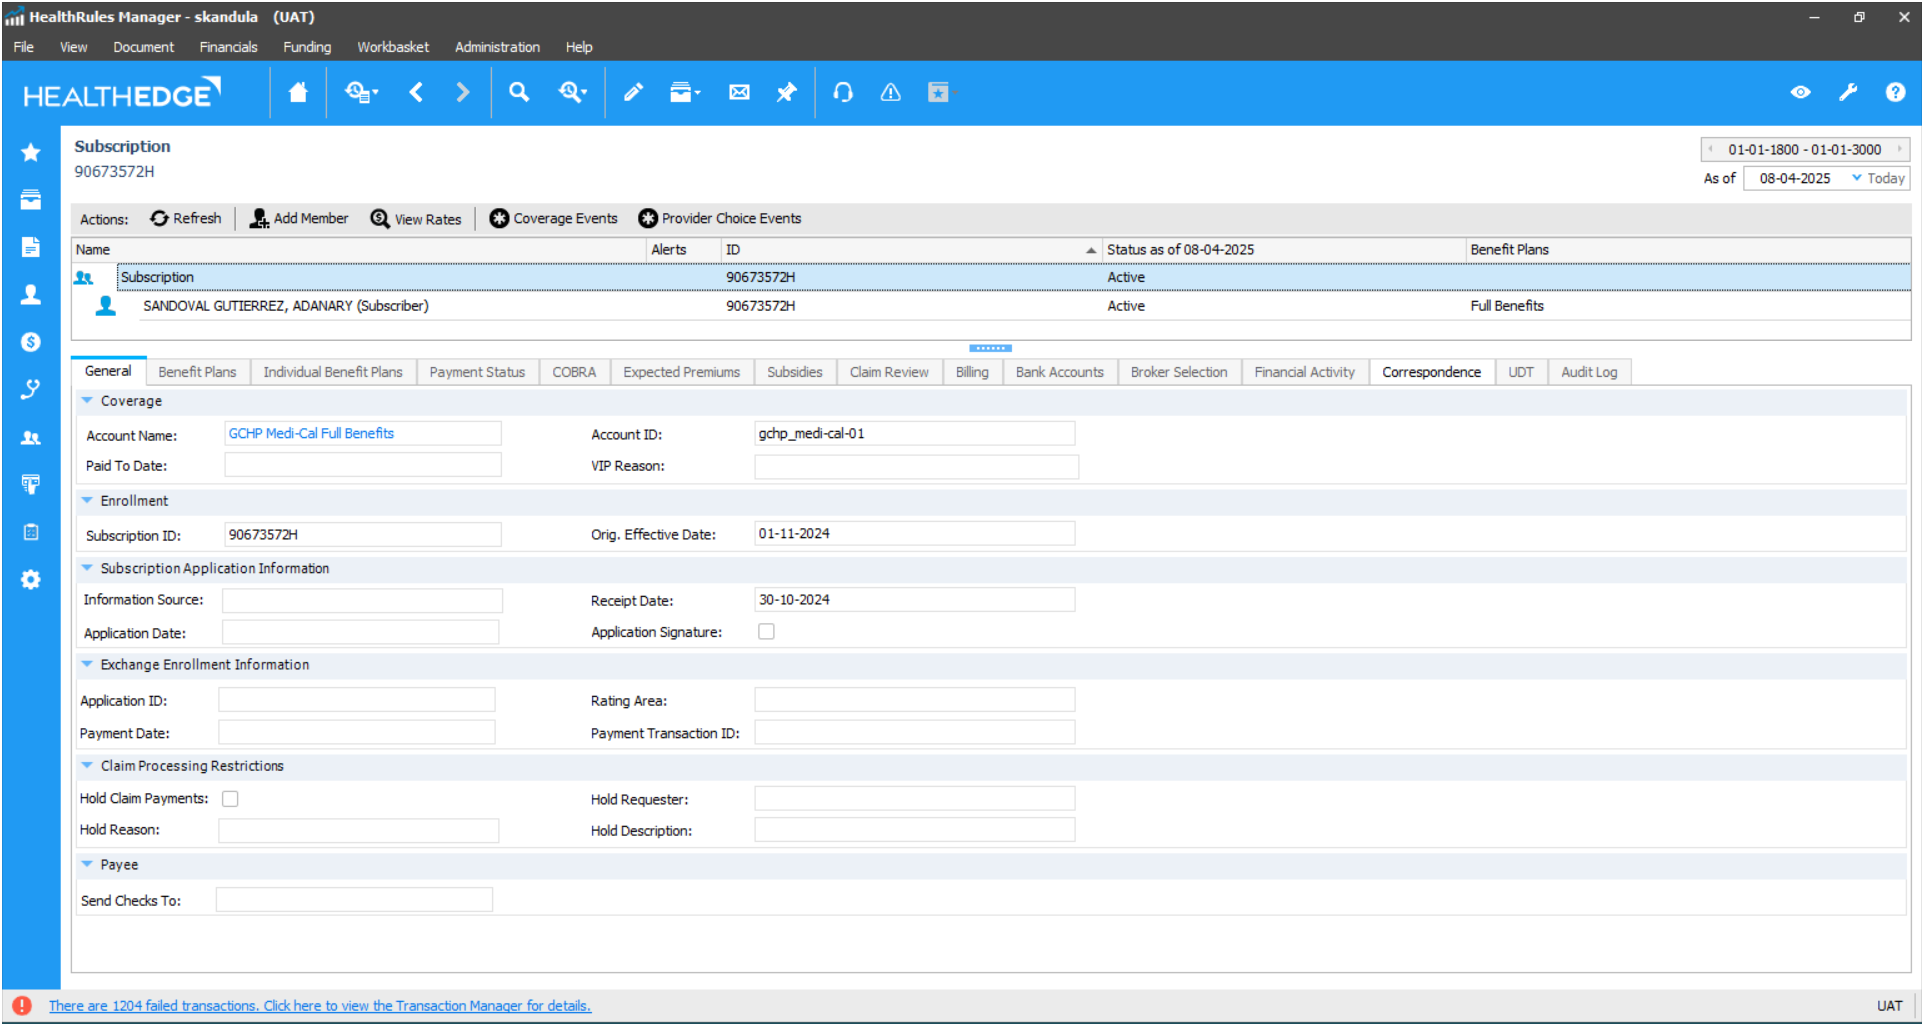 HealthRules Manager - skandula (UAT)
File View Document Financials Funding Workbasket Administration Help
HEALTHEDGE
Subscription
90673572H
01-01-1800 - 01-01-3000
As of 08-04-2025 Today
Actions: Refresh Add Member View Rates Coverage Events Provider Choice Events
Name Alerts ID Status as of 08-04-2025 Benefit Plans
Subscription 90673572H Active
SANDOVAL GUTIERREZ, ADANARY (Subscriber) 90673572H Active Full Benefits
General Benefit Plans Individual Benefit Plans Payment Status COBRA Expected Premiums Subsidies Claim Review Billing Bank Accounts Broker Selection Financial Activity Correspondence UDT Audit Log
Coverage
Account Name: GCHP Medi-Cal Full Benefits Account ID: gchp_medi-cal-01
Paid To Date: VIP Reason:
Enrollment
Subscription ID: 90673572H Orig. Effective Date: 01-11-2024
Subscription Application Information
Information Source: Receipt Date: 30-10-2024
Application Date: Application Signature:
Exchange Enrollment Information
Application ID: Rating Area:
Payment Date: Payment Transaction ID:
Claim Processing Restrictions
Hold Claim Payments: Hold Requester:
Hold Reason: Hold Description:
Payee
Send Checks To:
There are 1204 failed transactions. Click here to view the Transaction Manager for details. UAT